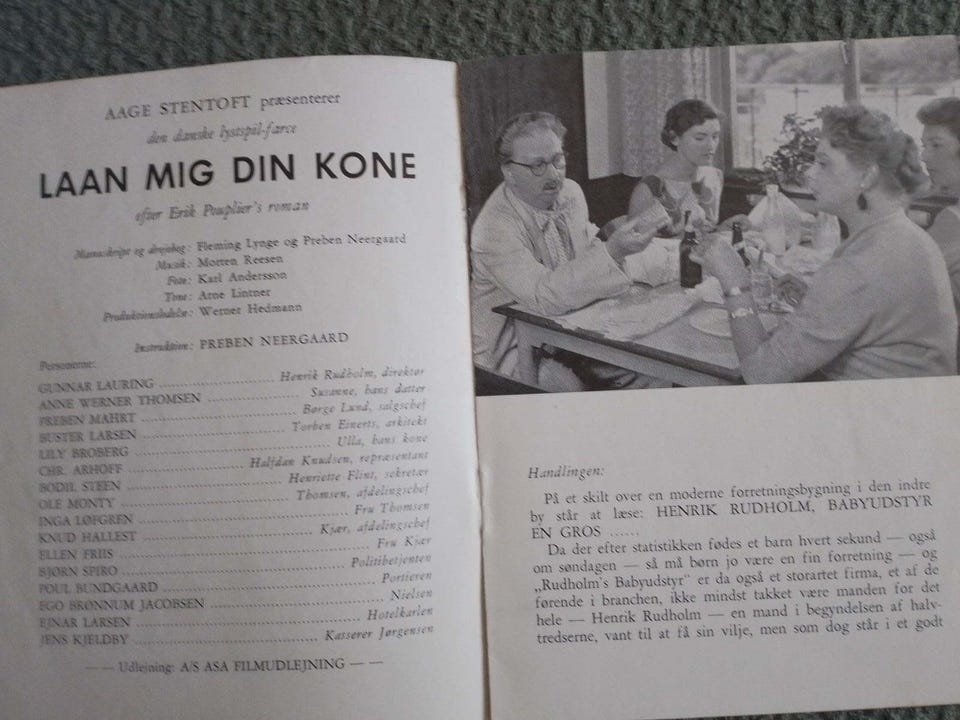 AAGE STENTOFT præsenterer
den danske lystspil-farce
LAAN MIG DIN KONE
efter Erik Pouplier's roman
Manuskript og drejebog: Fleming Lynge og Preben Neergaard
Musik: Morten Reesen
Foto: Karl Andersson
Tone: Arne Lintner
Produktionsledelse: Werner Hedmann
Instruktion: PREBEN NEERGAARD
Personerne:
GUNNAR LAURING ........ Henrik Rudholm, direktør
ANNE WERNER THOMSEN ........ Susanne, hans datter
PREBEN MAHRT ........ Børge Lund, salgschef
BUSTER LARSEN ........ Torben Einerts, arkitekt
LILY BROBERG ........ Ulla, hans kone
CHR. ARHOFF ........ Halfdan Knudsen, repræsentant
BODIL STEEN ........ Henriette Flint, sekretær
OLE MONTY ........ Thomsen, afdelingschef
INGA LØFGREN ........ Fru Thomsen
KNUD HALLEST ........ Kjær, afdelingschef
ELLEN FRIIS ........ Fru Kjær
BJØRN SPIRO ........ Politibetjenten
POUL BUNDGAARD ........ Portieren
EGO BRØNNUM JACOBSEN ........ Nielsen
EJNAR LARSEN ........ Hotelkarlen
JENS KJELDBY ........ Kasserer Jørgensen
— — Udlejning: A/S ASA FILMUDLEJNING — —
Handlingen:
På et skilt over en moderne forretningsbygning i den indre
by står at læse: HENRIK RUDHOLM, BABYUDSTYR
EN GROS ......
Da der efter statistikken fødes et barn hvert sekund — også
om søndagen — så må børn jo være en fin forretning — og
„Rudholm's Babyudstyr" er da også et storartet firma, et af de
førende i branchen, ikke mindst takket være manden for det
hele — Henrik Rudholm — en mand i begyndelsen af halv-
tredserne, vant til at få sin vilje, men som dog står i et godt